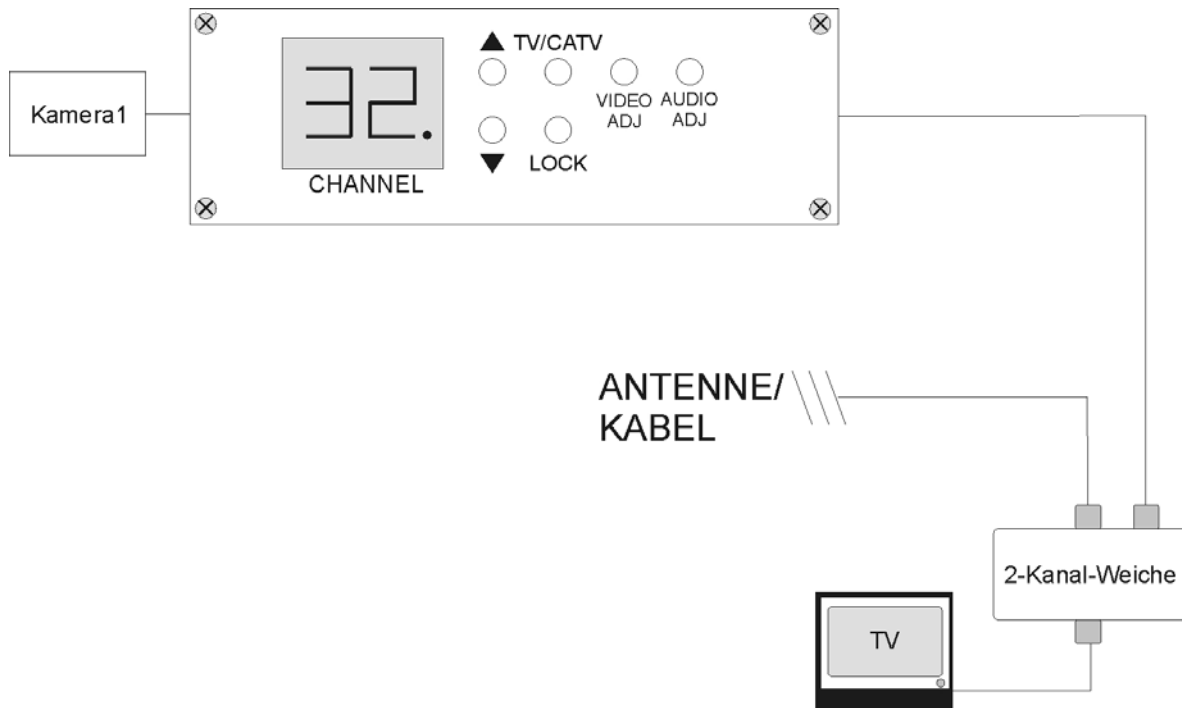 ▲ TV/CATV
Kamera1
32.
VIDEO ADJ
AUDIO ADJ
▼ LOCK
CHANNEL
ANTENNE/
KABEL
2-Kanal-Weiche
TV